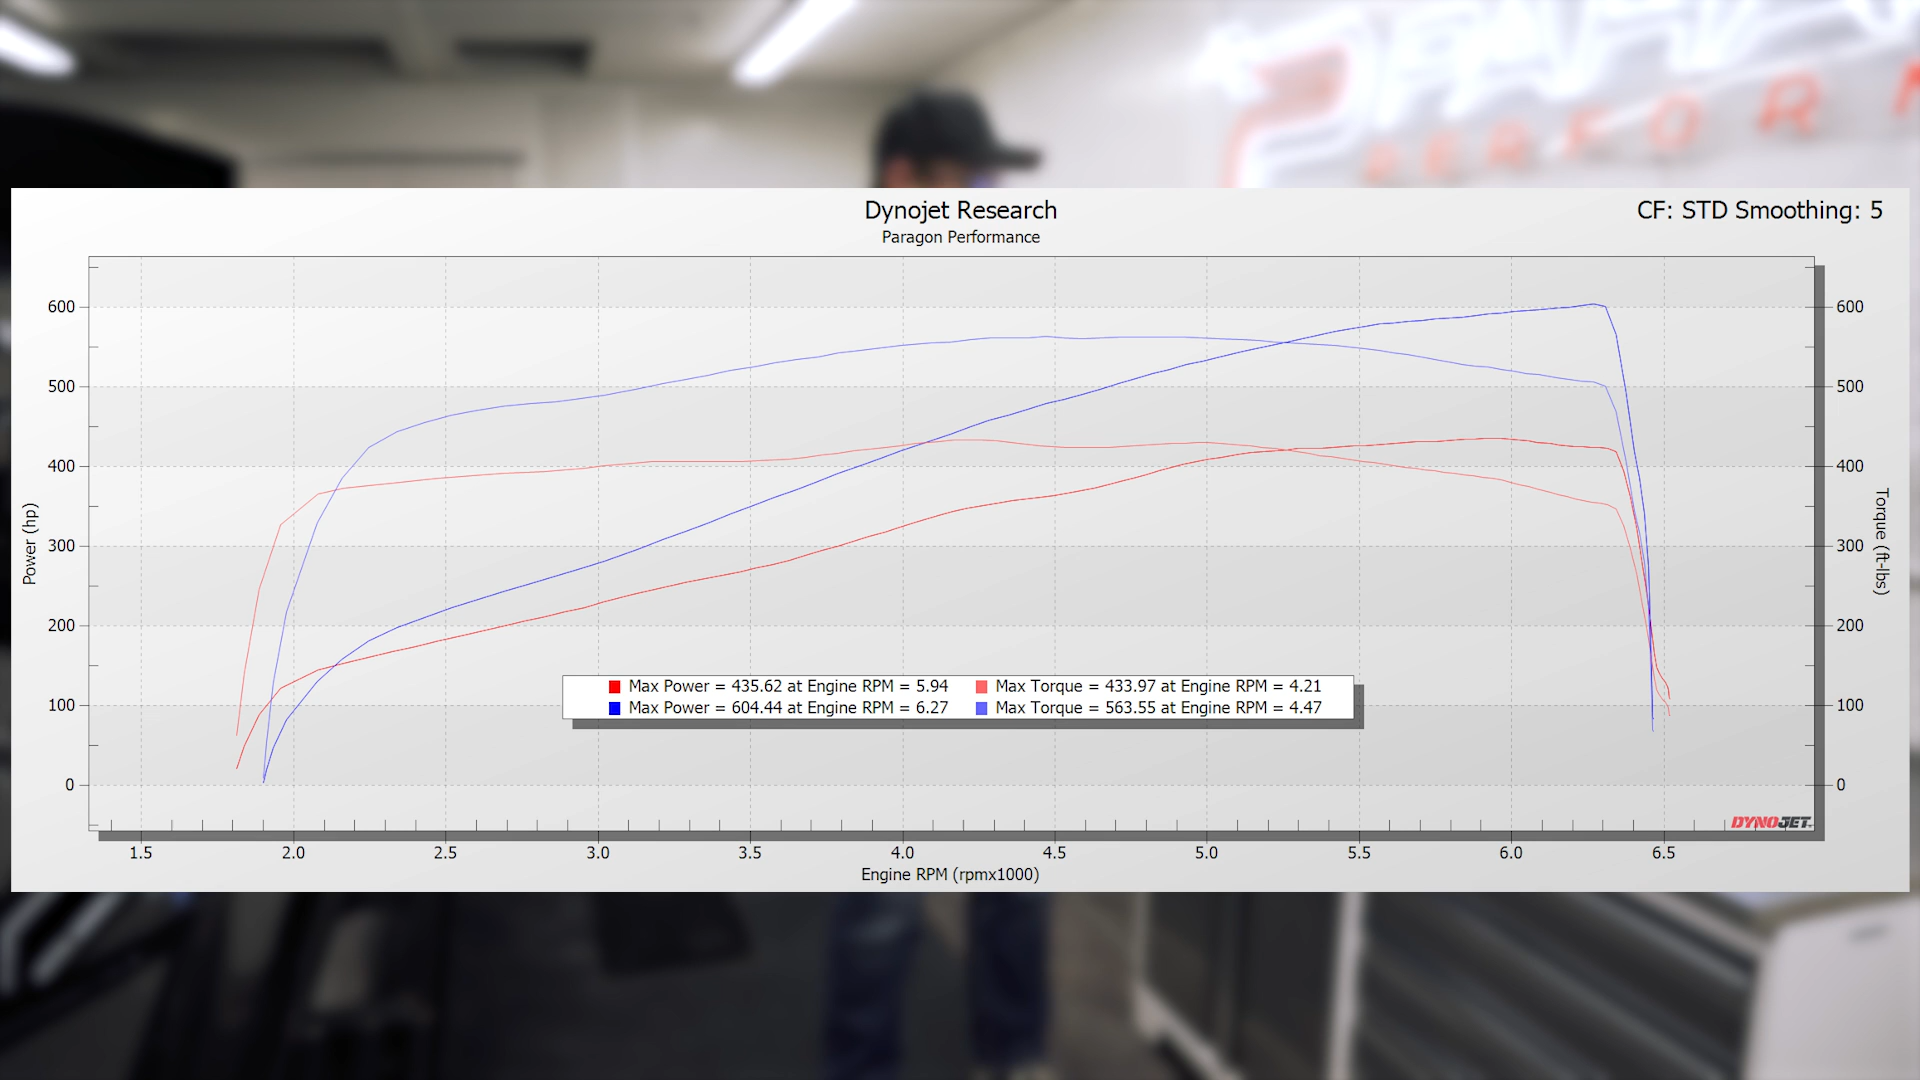 PERFORM
Dynojet Research
CF: STD Smoothing: 5
Paragon Performance
Power (hp)
600
500
400
300
200
100
0
600
500
400
300
200
100
0
Torque (ft-lbs)
Max Power = 435.62 at Engine RPM = 5.94
Max Torque = 433.97 at Engine RPM = 4.21
Max Power = 604.44 at Engine RPM = 6.27
Max Torque = 563.55 at Engine RPM = 4.47
DYNOJET
1.5 2.0 2.5 3.0 3.5 4.0 4.5 5.0 5.5 6.0 6.5
Engine RPM (rpmx1000)